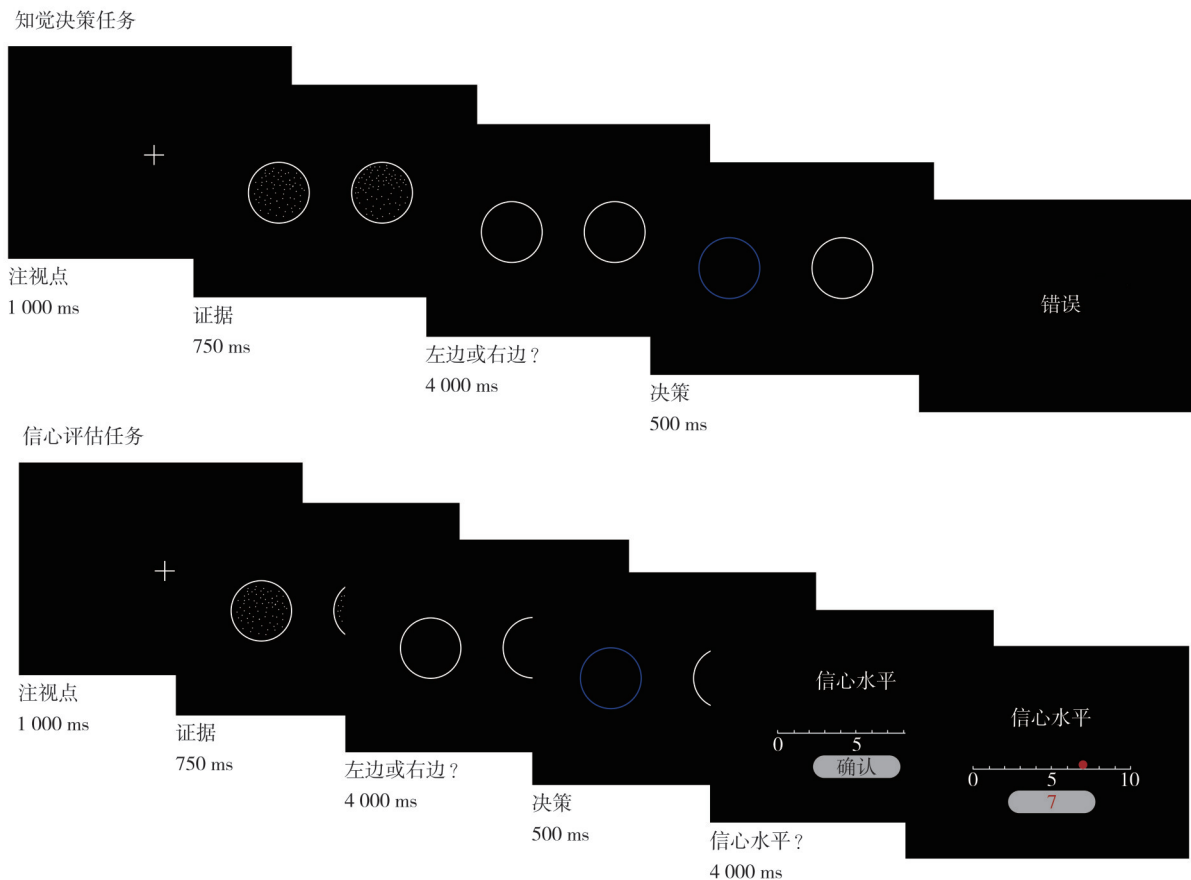 知觉决策任务
注视点
1 000 ms
证据
750 ms
左边或右边？
4 000 ms
决策
500 ms
错误
信心评估任务
注视点
1 000 ms
证据
750 ms
左边或右边？
4 000 ms
决策
500 ms
信心水平
0 5
确认
信心水平？
4 000 ms
信心水平
0 5 10
7